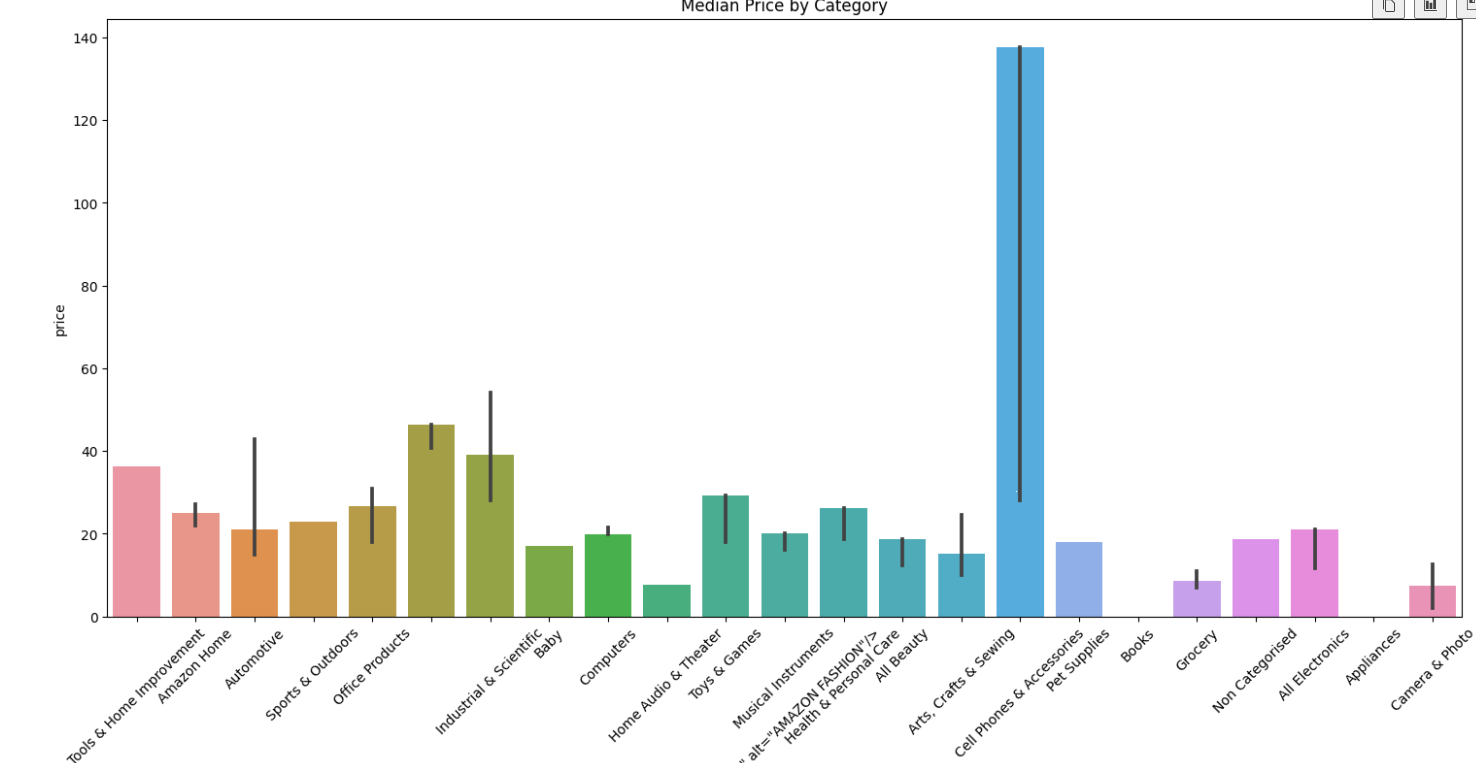 Median Price by Category
140
120
100
80
60
40
20
0
price
Tools & Home Improvement
Amazon Home
Automotive
Sports & Outdoors
Office Products
Industrial & Scientific
Baby
Computers
Home Audio & Theater
Toys & Games
Musical Instruments
" alt="AMAZON FASHION"/>
Health & Personal Care
All Beauty
Arts, Crafts & Sewing
Cell Phones & Accessories
Pet Supplies
Books
Grocery
Non Categorised
All Electronics
Appliances
Camera & Photo